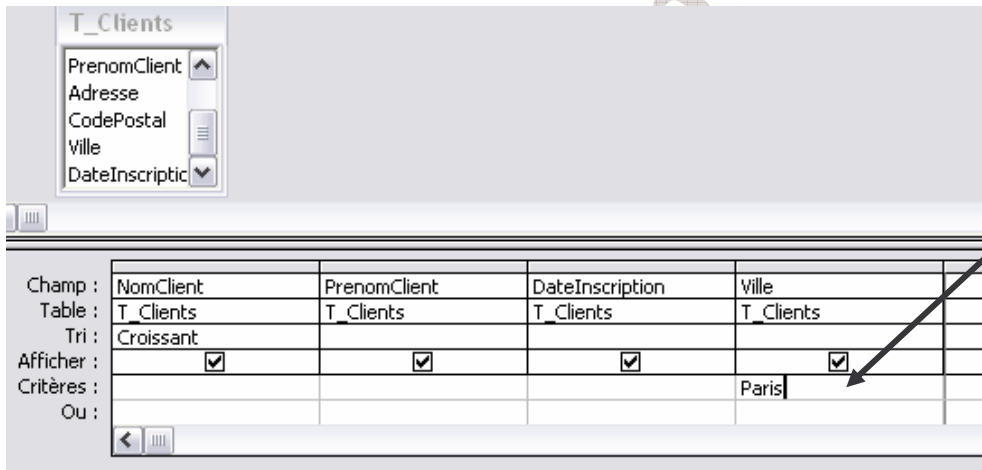 T_Clients
PrenomClient
Adresse
CodePostal
Ville
DateInscriptic
Champ : NomClient PrenomClient DateInscription Ville
Table : T_Clients T_Clients T_Clients T_Clients
Tri : Croissant
Afficher :
Critères : Paris
Ou :